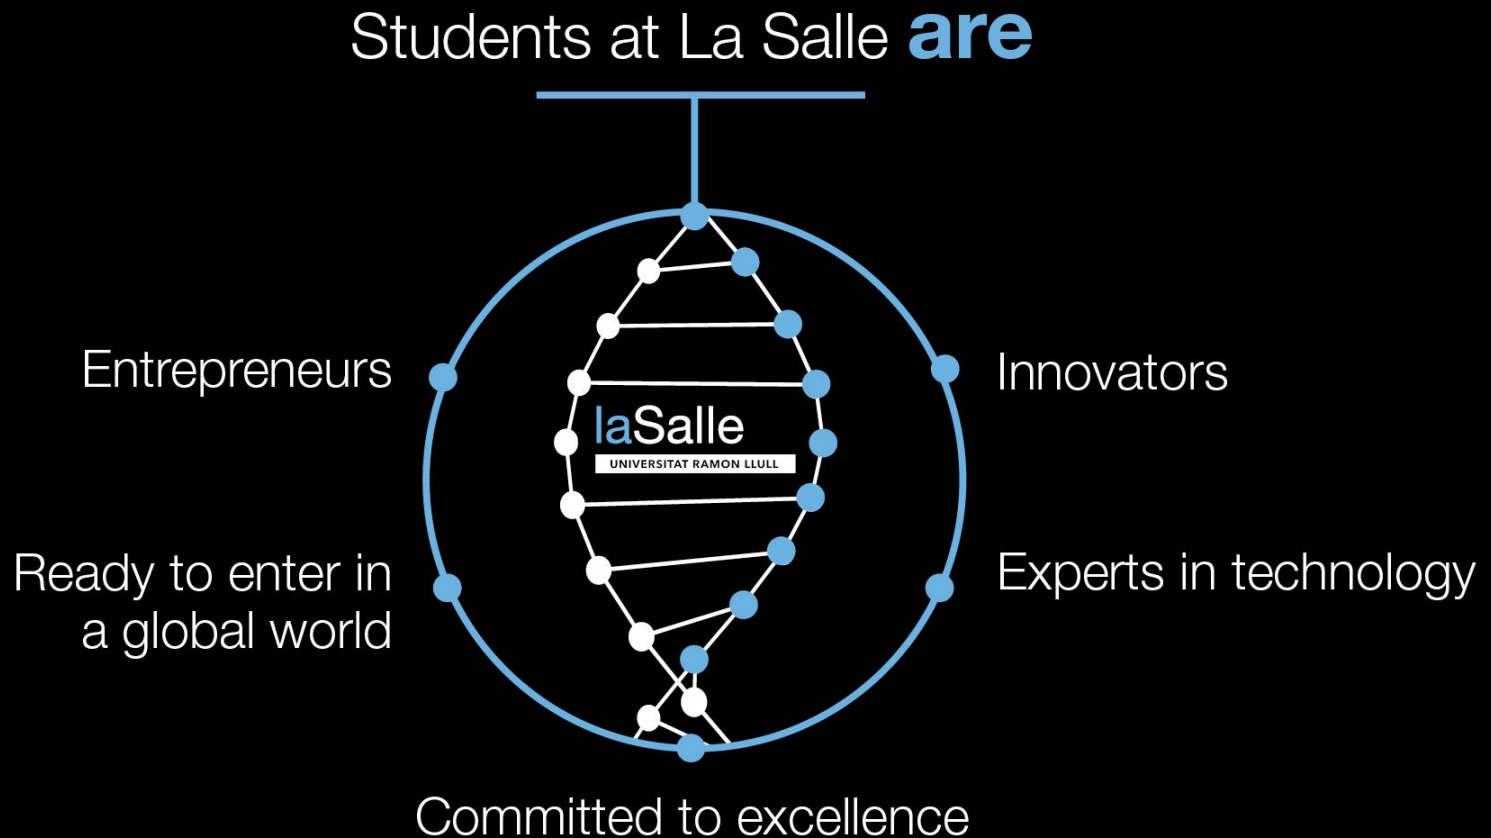 Students at La Salle are
Entrepreneurs
Innovators
laSalle
UNIVERSITAT RAMON LLULL
Ready to enter in
a global world
Experts in technology
Committed to excellence